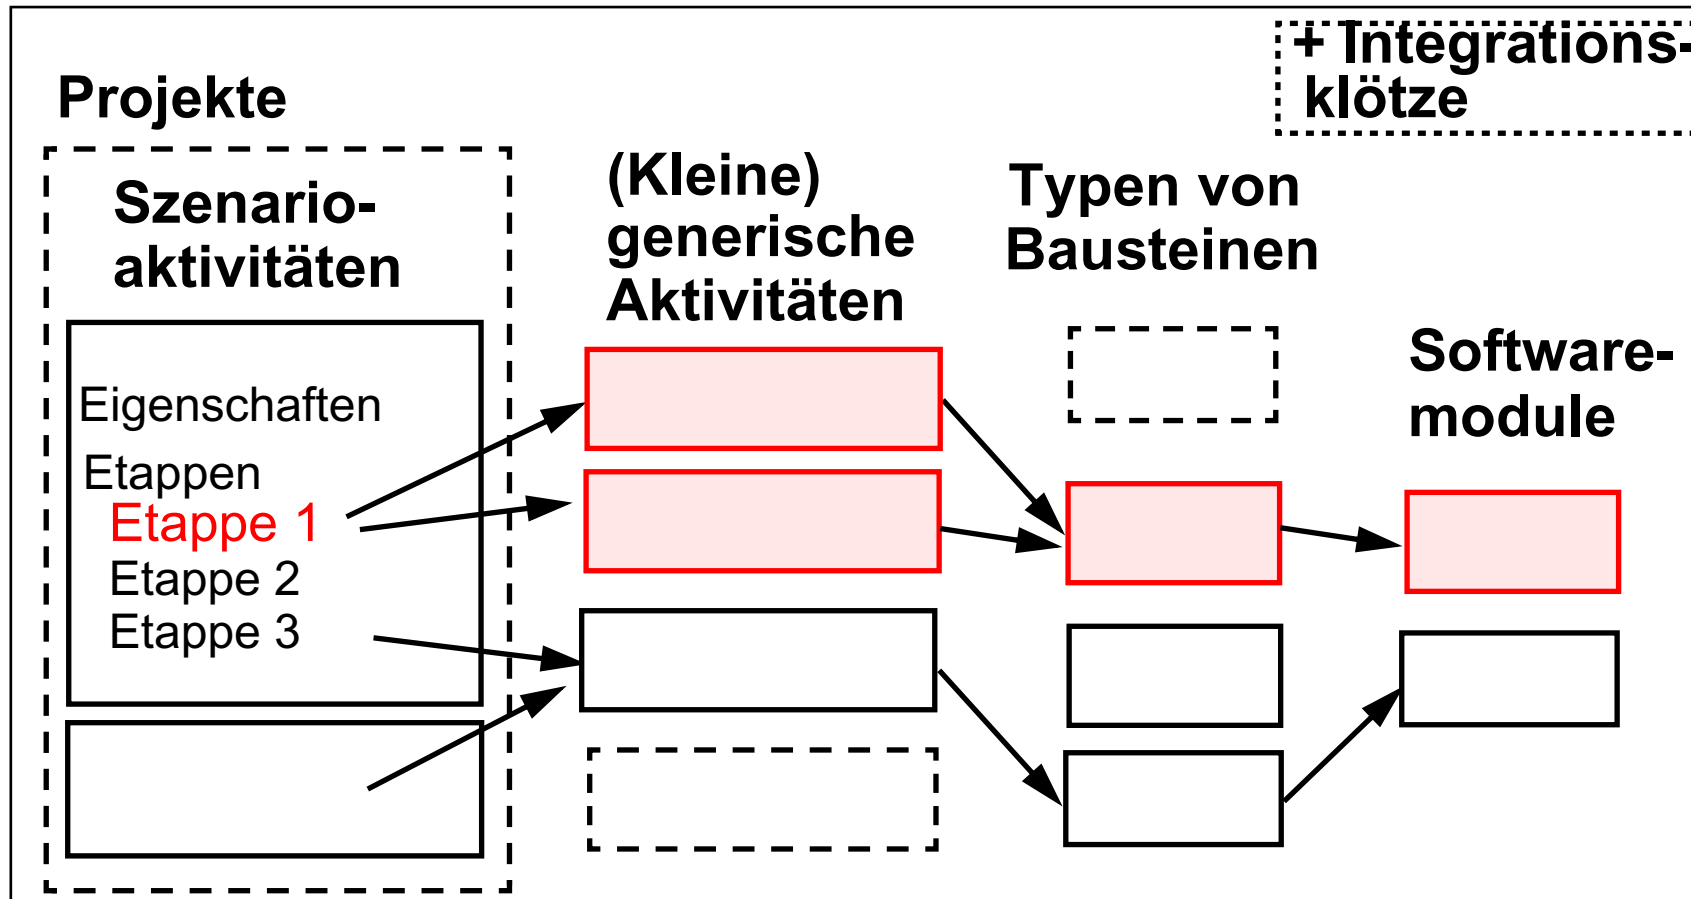 + Integrations-
klötze
Projekte
Szenario-
aktivitäten
Eigenschaften
Etappen
Etappe 1
Etappe 2
Etappe 3
(Kleine)
generische
Aktivitäten
Typen von
Bausteinen
Software-
module